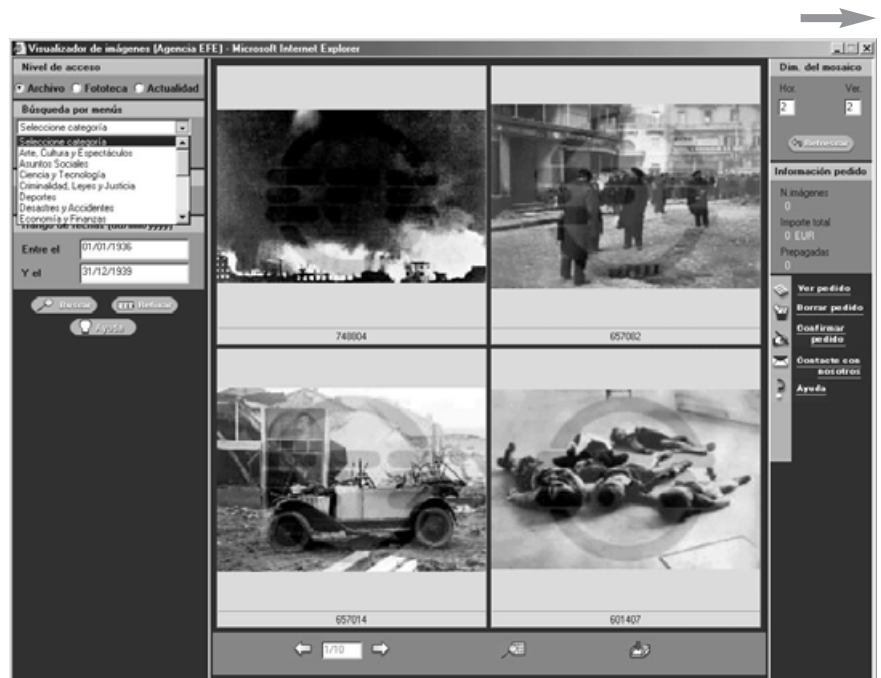 Visualizador de imágenes (Agencia EFE) - Microsoft Internet Explorer
Nivel de acceso
Archivo Fototeca Actualidad
Búsqueda por menús
Seleccione categoría
Seleccione categoría
Arte, Cultura y Espectáculos
Asuntos Sociales
Ciencia y Tecnología
Criminalidad, Leyes y Justicia
Deportes
Desastres y Accidentes
Economía y Finanzas
Entre el 01/01/1936
Y el 31/12/1939
Buscar Refinar
Ayuda
748804
657082
657014
601407
1/10
Dim. del mosaico
Hor. Ver.
2 2
Refrescar
Información pedido
N.imágenes
0
Importe total
0 EUR
Prepagadas
0
Ver pedido
Borrar pedido
Confirmar
pedido
Contacte con
nosotros
Ayuda